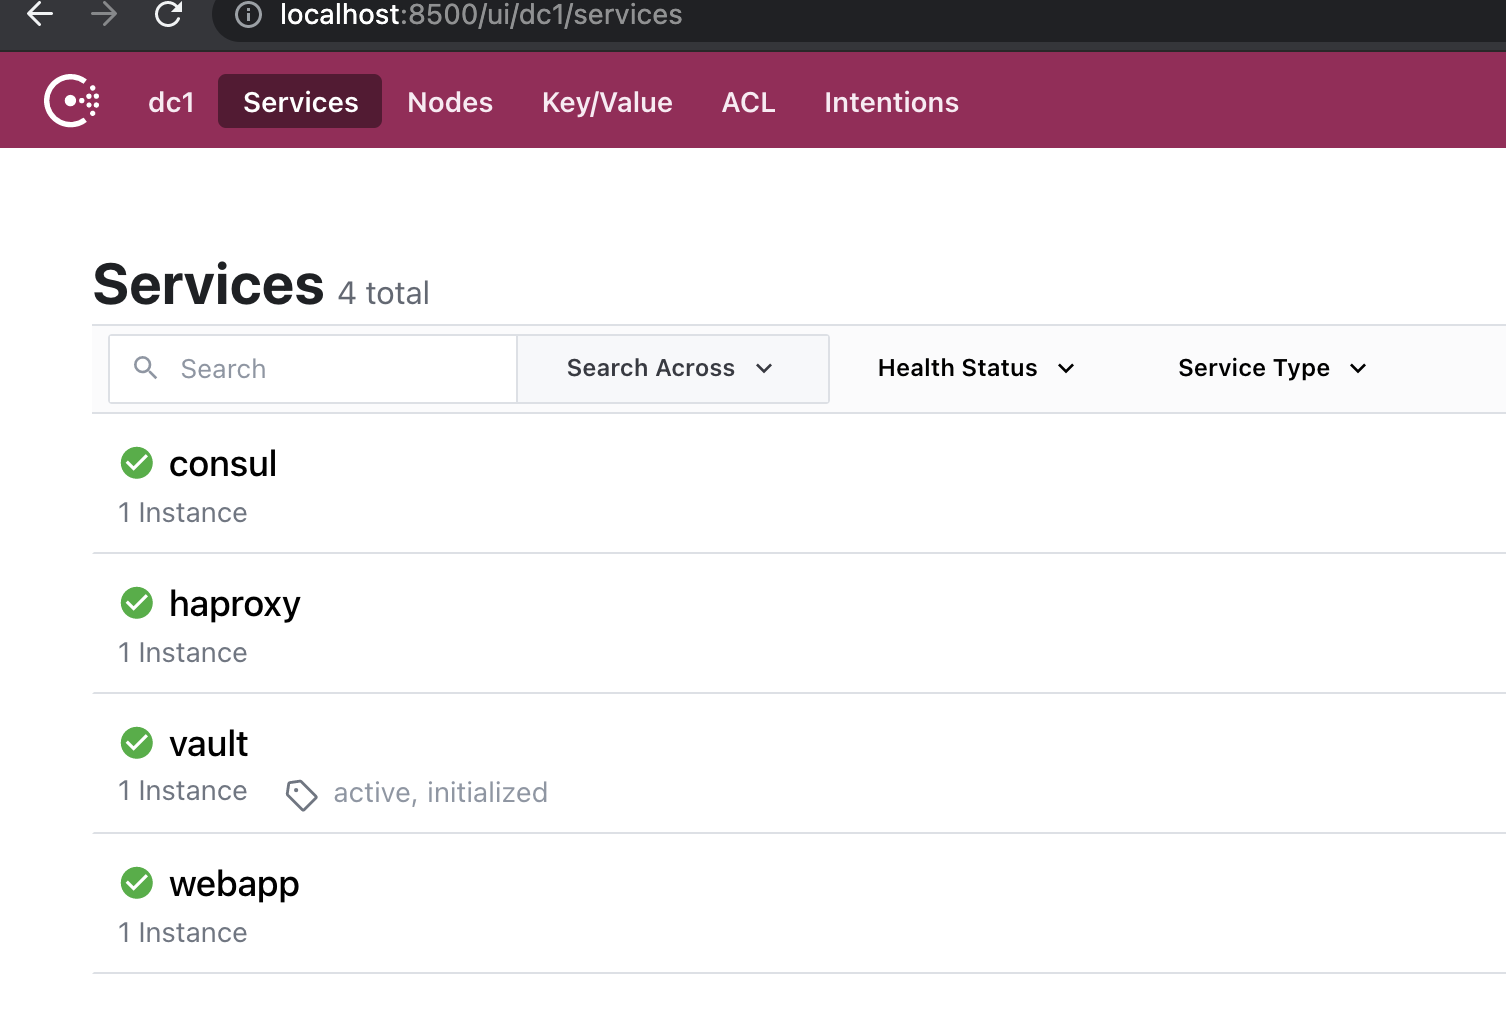 localhost:8500/ui/dc1/services
dc1 Services Nodes Key/Value ACL Intentions
Services 4 total
Search Search Across Health Status Service Type
consul
1 Instance
haproxy
1 Instance
vault
1 Instance active, initialized
webapp
1 Instance